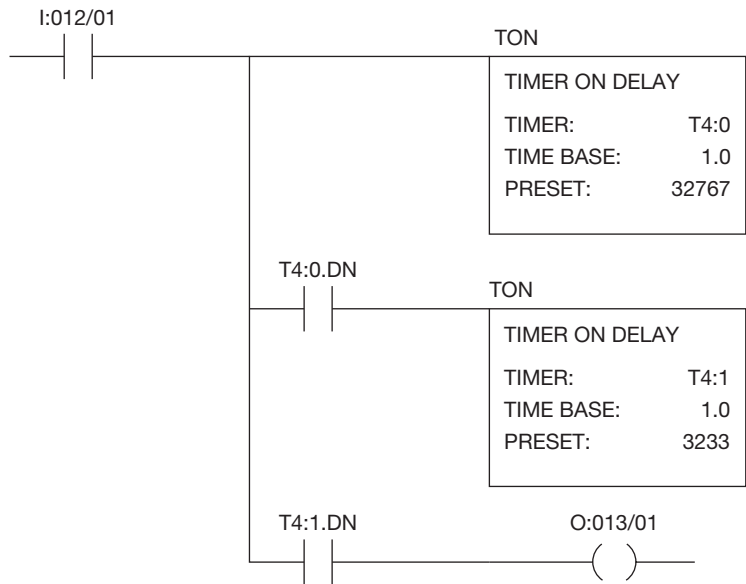 I:012/01
TON
TIMER ON DELAY
TIMER: T4:0
TIME BASE: 1.0
PRESET: 32767
T4:0.DN
TON
TIMER ON DELAY
TIMER: T4:1
TIME BASE: 1.0
PRESET: 3233
T4:1.DN O:013/01